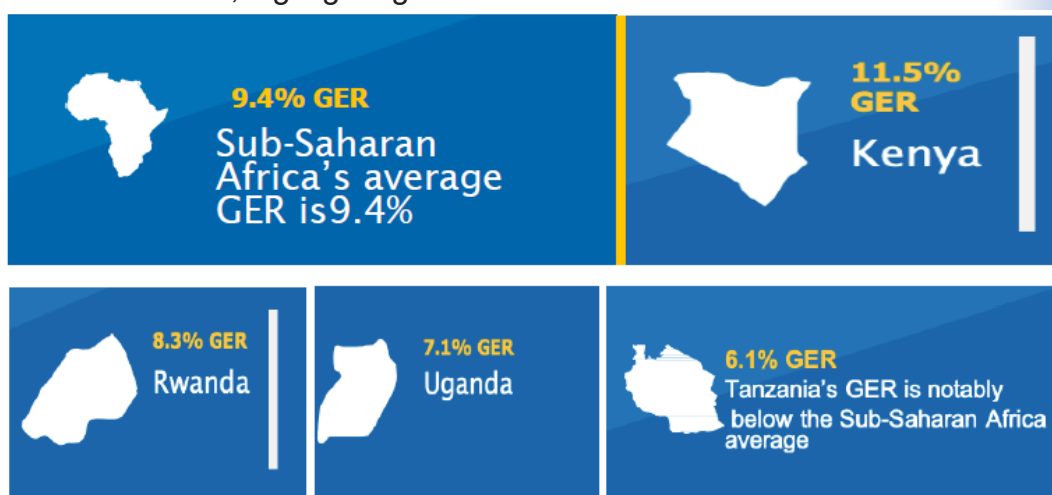 9.4% GER
Sub-Saharan
Africa's average
GER is9.4%
11.5%
GER
Kenya
8.3% GER
Rwanda
7.1% GER
Uganda
6.1% GER
Tanzania's GER is notably
below the Sub-Saharan Africa
average